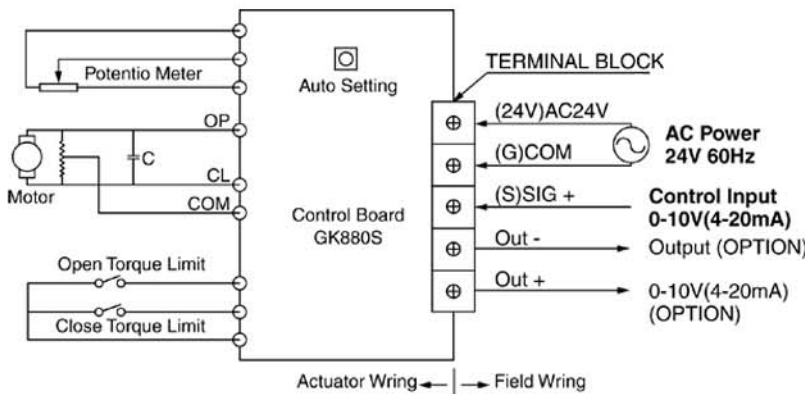 Potentio Meter
Auto Setting
TERMINAL BLOCK
OP
(24V)AC24V
AC Power
24V 60Hz
C
(G)COM
CL
Motor
COM
(S)SIG +
Control Input
0-10V(4-20mA)
Control Board
GK880S
Out -
Output (OPTION)
Open Torque Limit
Out +
0-10V(4-20mA)
(OPTION)
Close Torque Limit
Actuator Wiring
Field Wring